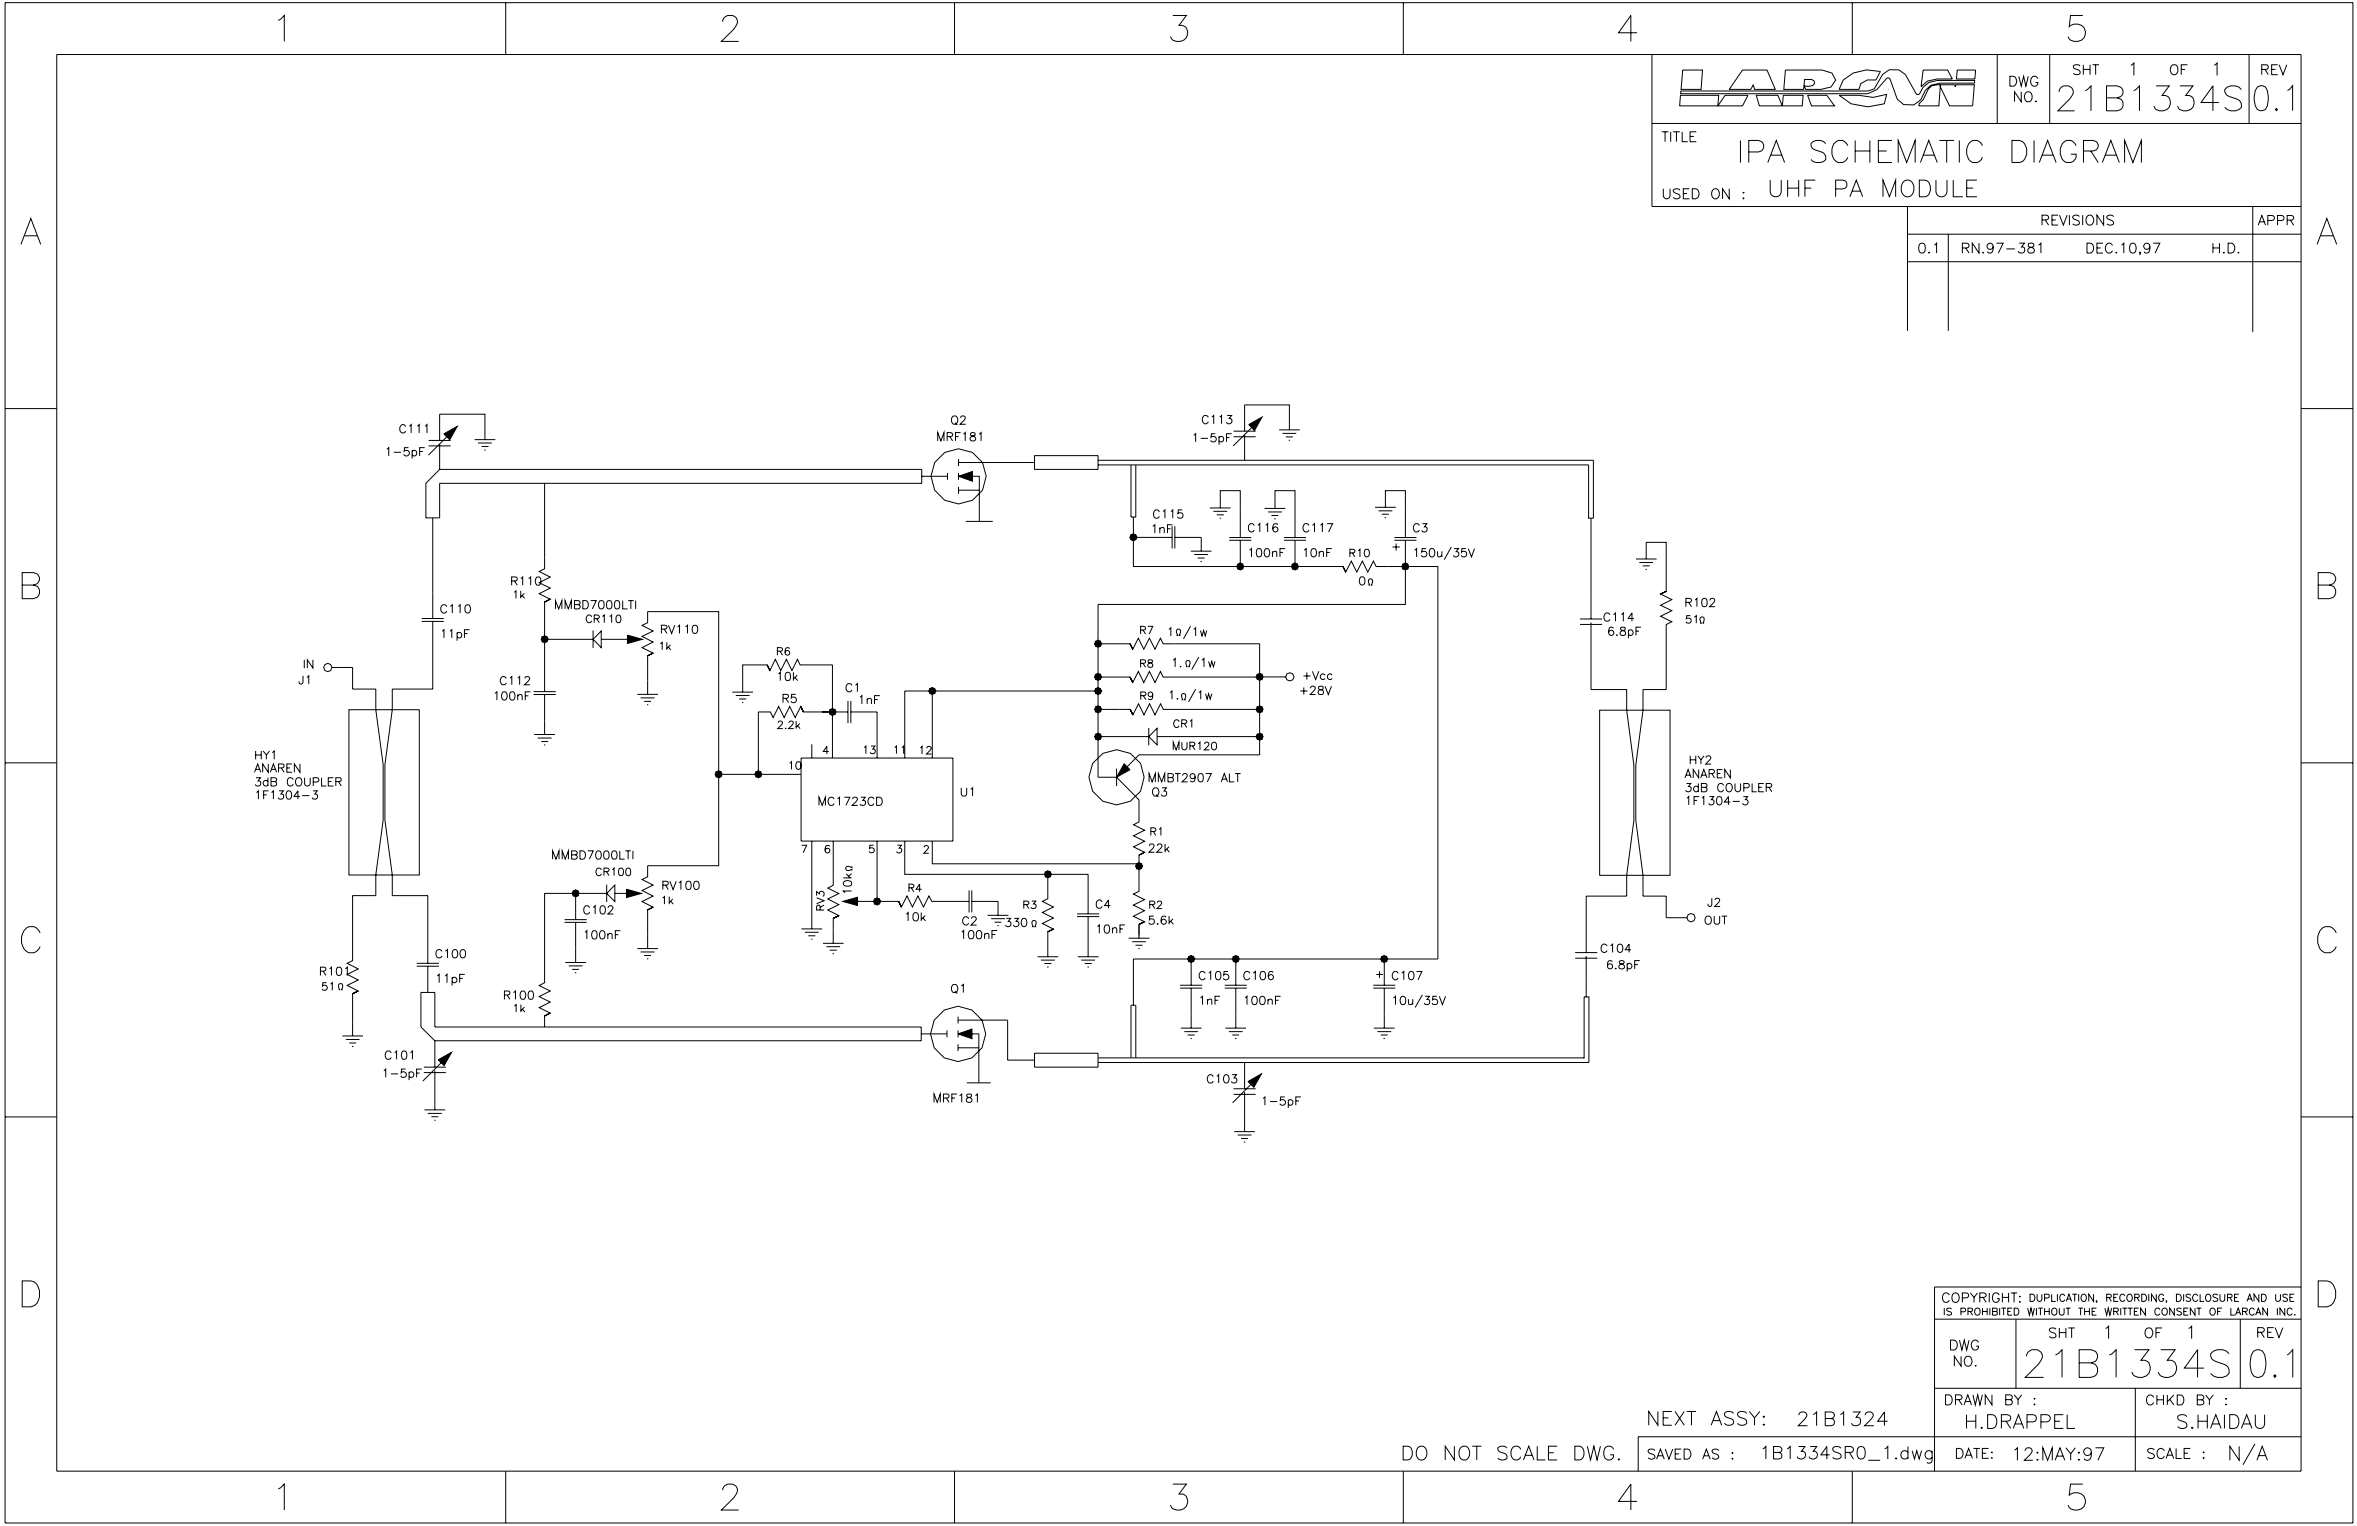 1 2 3 4 5
LARCAN
DWG NO.
SHT 1 OF 1
21B1334S
REV
0.1
TITLE
IPA SCHEMATIC DIAGRAM
USED ON : UHF PA MODULE
REVISIONS APPR
0.1 RN.97-381 DEC.10,97 H.D.
A A
C111
1-5pF
Q2
MRF181
C113
1-5pF
C115
1nF
C116
100nF
C117
10nF
R10
0Ω
C3
+
150u/35V
B B
R110
1k
MMBD7000LTI
CR110
RV110
1k
C110
11pF
C112
100nF
IN
J1
R6
10k
R5
2.2k
C1
1nF
R7 1Ω/1w
R8 1.Ω/1w
R9 1.Ω/1w
+Vcc
+28V
CR1
MUR120
C114
6.8pF
R102
51Ω
HY1
ANAREN
3dB COUPLER
1F1304-3
4 13 11 12
10
MC1723CD
U1
7 6 5 3 2
MMBT2907 ALT
Q3
HY2
ANAREN
3dB COUPLER
1F1304-3
R1
22k
MMBD7000LTI
CR100
RV100
1k
C102
100nF
RV3
10kΩ
R4
10k
C2
100nF
R3
330Ω
C4
10nF
R2
5.6k
J2
OUT
C C
R101
51Ω
C100
11pF
R100
1k
C105
1nF
C106
100nF
+
C107
10u/35V
C104
6.8pF
Q1
MRF181
C101
1-5pF
C103
1-5pF
D D
COPYRIGHT: DUPLICATION, RECORDING, DISCLOSURE AND USE
IS PROHIBITED WITHOUT THE WRITTEN CONSENT OF LARCAN INC.
DWG NO.
SHT 1 OF 1
21B1334S
REV
0.1
DRAWN BY :
H.DRAPPEL
CHKD BY :
S.HAIDAU
NEXT ASSY: 21B1324
DO NOT SCALE DWG.
SAVED AS : 1B1334SR0_1.dwg
DATE: 12:MAY:97
SCALE : N/A
1 2 3 4 5